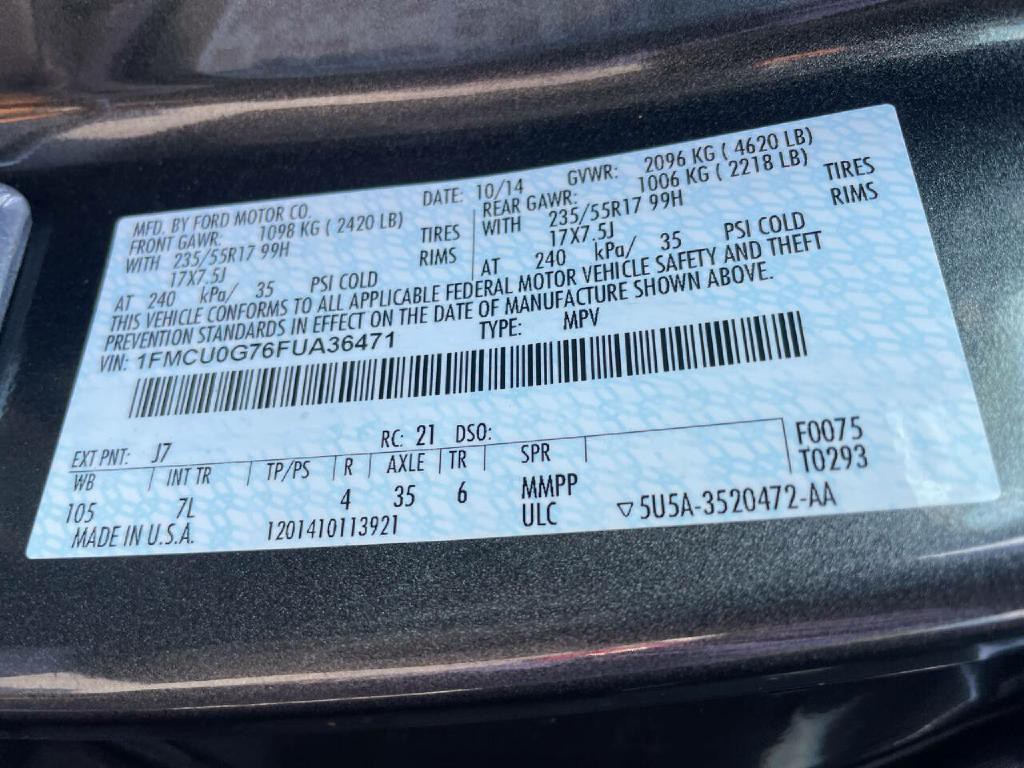 MFD. BY FORD MOTOR CO. DATE: 10/14 GVWR: 2096 KG ( 4620 LB)
FRONT GAWR: 1098 KG ( 2420 LB) REAR GAWR: 1006 KG ( 2218 LB)
WITH 235/55R17 99H TIRES WITH 235/55R17 99H TIRES
17X7.5J RIMS 17X7.5J RIMS
AT 240 kPa/ 35 PSI COLD AT 240 kPa/ 35 PSI COLD
THIS VEHICLE CONFORMS TO ALL APPLICABLE FEDERAL MOTOR VEHICLE SAFETY AND THEFT
PREVENTION STANDARDS IN EFFECT ON THE DATE OF MANUFACTURE SHOWN ABOVE.
VIN: 1FMCU0G76FUA36471 TYPE: MPV
EXT PNT: J7 RC: 21 DSO: F0075
WB INT TR TP/PS R AXLE TR SPR T0293
105 7L 4 35 6 MMPP
MADE IN U.S.A. 1201410113921 ULC ▽5U5A-3520472-AA